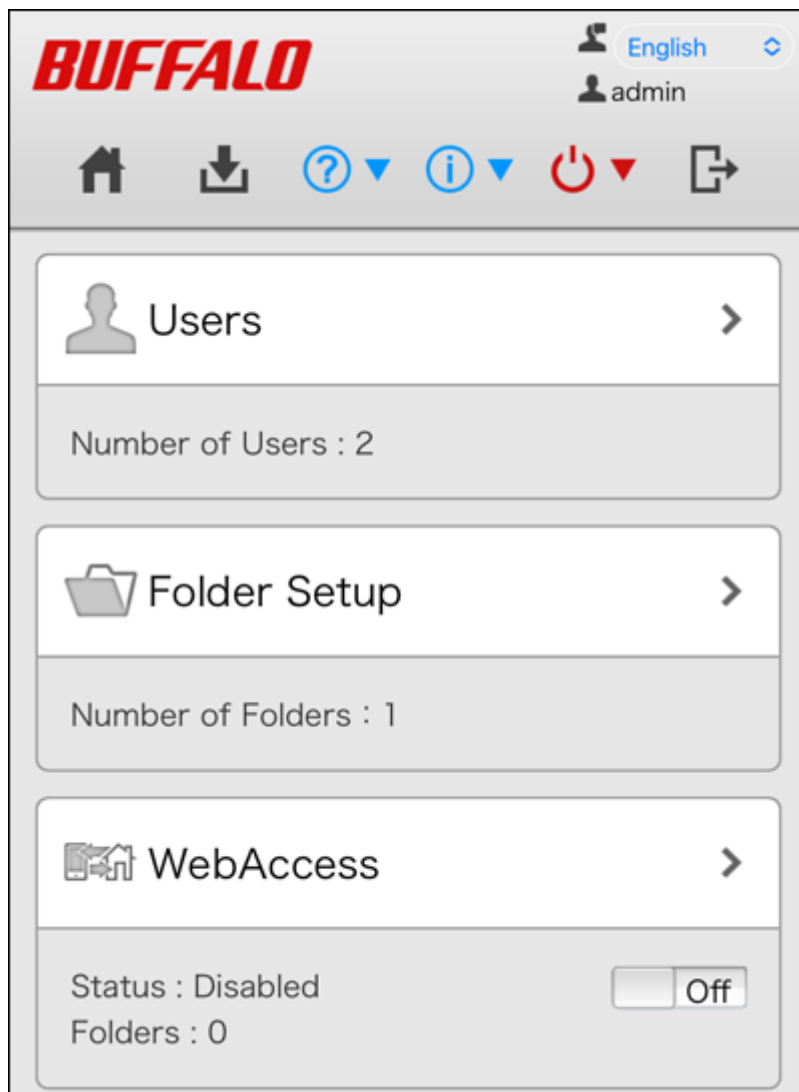 BUFFALO
English
admin
Users
Number of Users : 2
Folder Setup
Number of Folders : 1
WebAccess
Status : Disabled
Off
Folders : 0